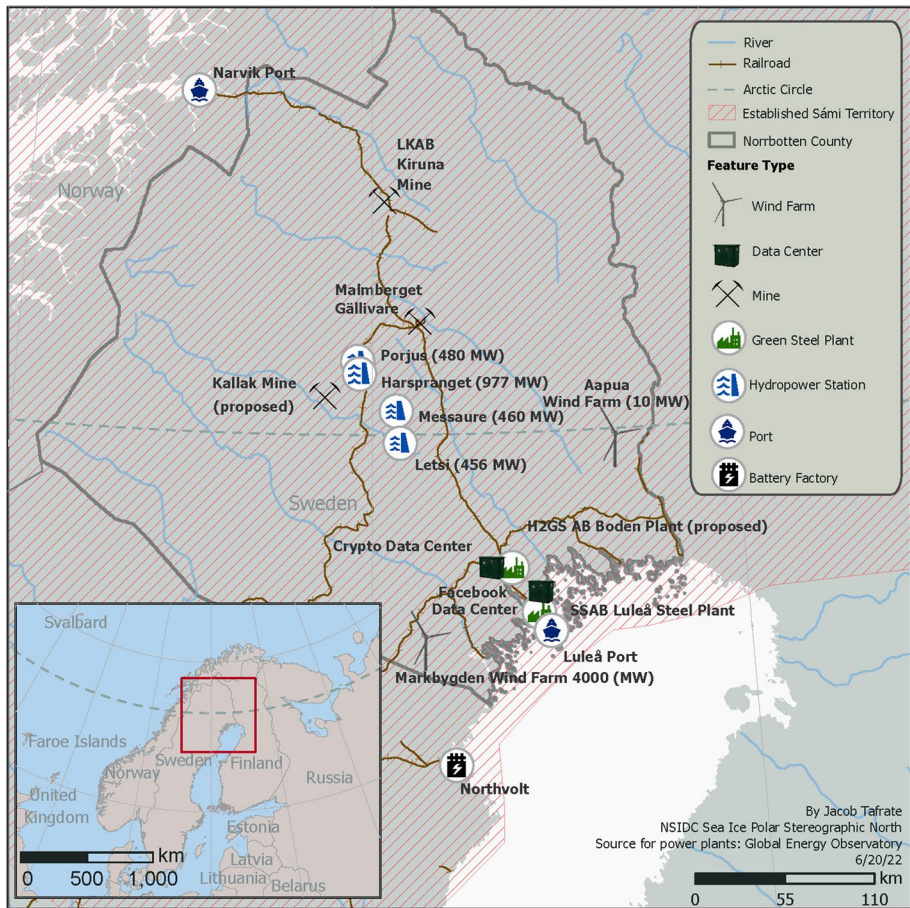 Narvik Port
River
Railroad
Arctic Circle
Established Sámi Territory
Norrbotten County
Feature Type
Wind Farm
Data Center
Mine
Green Steel Plant
Hydropower Station
Port
Battery Factory
LKAB
Kiruna
Mine
Norway
Malmberget
Gällivare
Porjus (480 MW)
Harspranget (977 MW)
Kallak Mine
(proposed)
Messaure (460 MW)
Aapua
Wind Farm (10 MW)
Letsi (456 MW)
Sweden
H2GS AB Boden Plant (proposed)
Crypto Data Center
Facebook
Data Center
SSAB Luleå Steel Plant
Luleå Port
Markbygden Wind Farm 4000 (MW)
Northvolt
Svalbard
Faroe Islands
Norway
Sweden
Finland
Russia
United
Kingdom
Estonia
Latvia
Lithuania
Belarus
km
0 500 1,000
By Jacob Tafrate
NSIDC Sea Ice Polar Stereographic North
Source for power plants: Global Energy Observatory
6/20/22
km
0 55 110